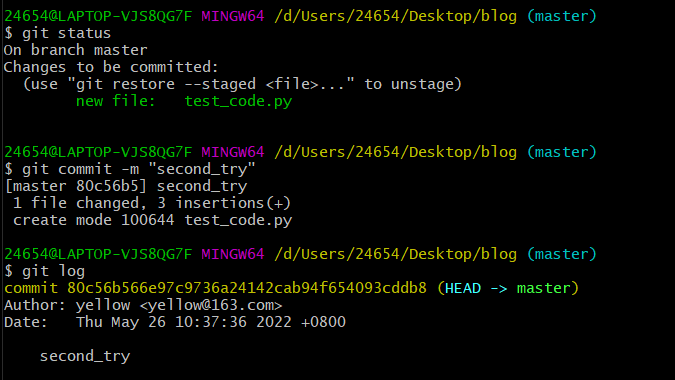 24654@LAPTOP-VJS8QG7F MINGW64 /d/Users/24654/Desktop/blog (master)
$ git status
On branch master
Changes to be committed:
  (use "git restore --staged <file>..." to unstage)
        new file:   test_code.py
24654@LAPTOP-VJS8QG7F MINGW64 /d/Users/24654/Desktop/blog (master)
$ git commit -m "second_try"
[master 80c56b5] second_try
 1 file changed, 3 insertions(+)
 create mode 100644 test_code.py
24654@LAPTOP-VJS8QG7F MINGW64 /d/Users/24654/Desktop/blog (master)
$ git log
commit 80c56b566e97c9736a24142cab94f654093cddb8 (HEAD -> master)
Author: yellow <yellow@163.com>
Date:   Thu May 26 10:37:36 2022 +0800
    second_try